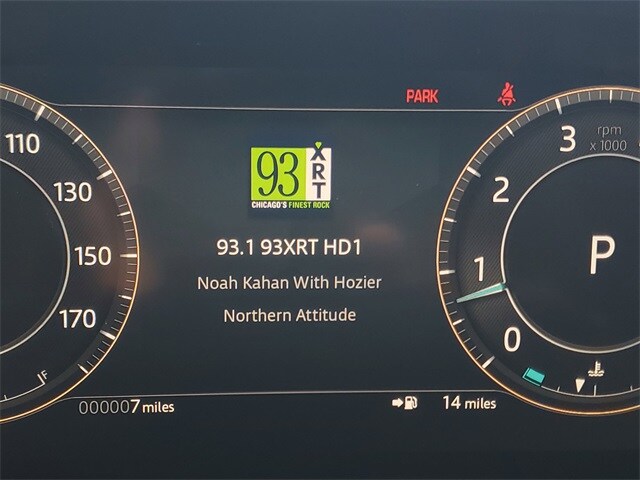 PARK
110
130
150
170
F
93 XRT
CHICAGO'S FINEST ROCK
93.1 93XRT HD1
Noah Kahan With Hozier
Northern Attitude
3
rpm
x 1000
2
1
0
P
000007 miles
14 miles